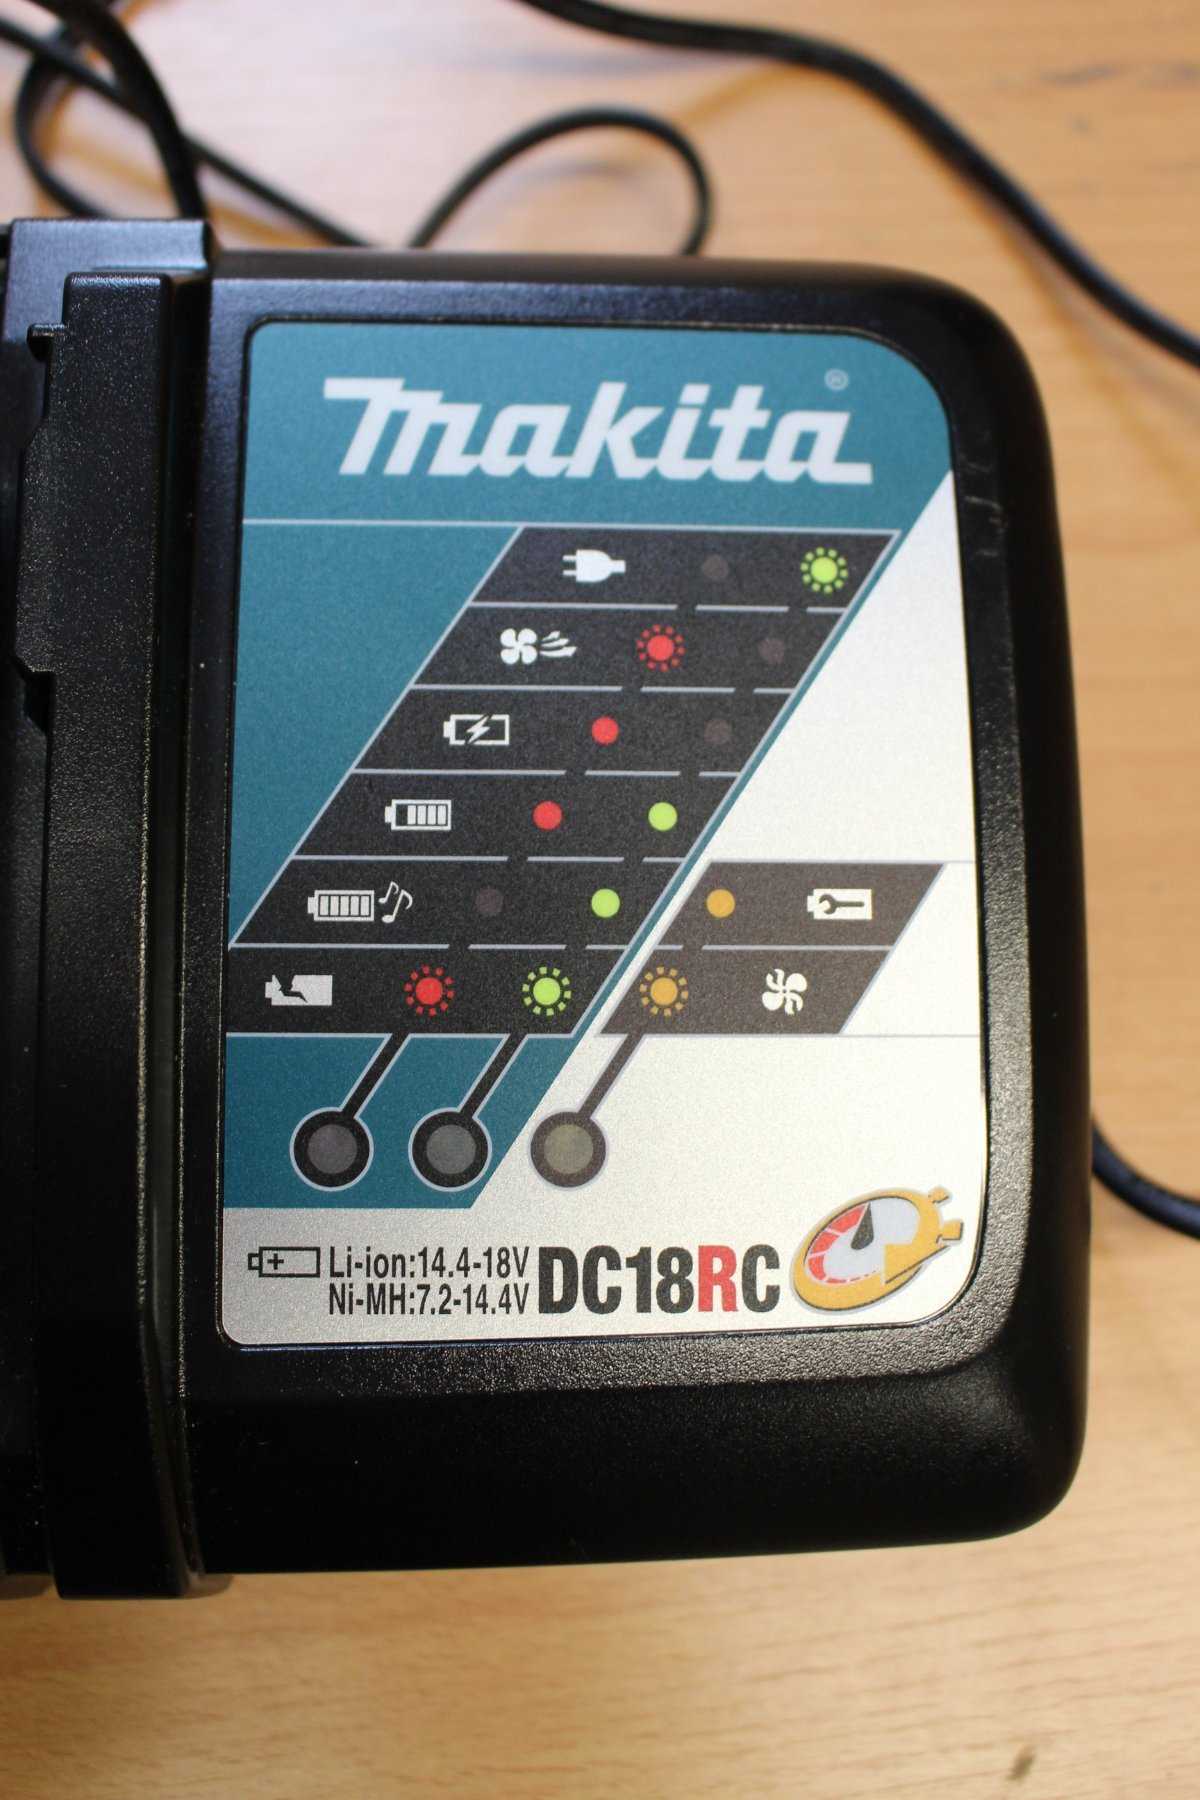 makita®
Li-ion:14.4-18V
Ni-MH:7.2-14.4V
DC18RC